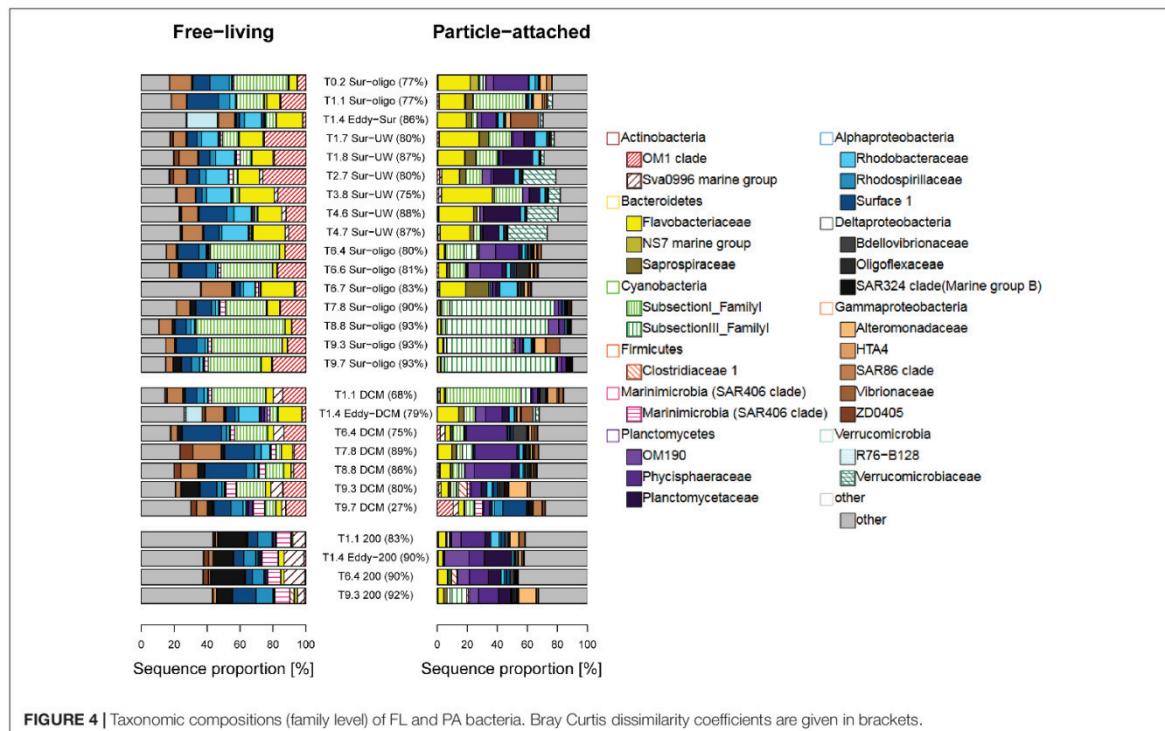 Free-living
Particle-attached
T0.2 Sur-oligo (77%)
T1.1 Sur-oligo (77%)
T1.4 Eddy-Sur (86%)
T1.7 Sur-UW (80%)
T1.8 Sur-UW (87%)
T2.7 Sur-UW (80%)
T3.8 Sur-UW (75%)
T4.6 Sur-UW (88%)
T4.7 Sur-UW (87%)
T6.4 Sur-oligo (80%)
T6.6 Sur-oligo (81%)
T6.7 Sur-oligo (83%)
T7.8 Sur-oligo (90%)
T8.8 Sur-oligo (93%)
T9.3 Sur-oligo (93%)
T9.7 Sur-oligo (93%)
T1.1 DCM (68%)
T1.4 Eddy-DCM (79%)
T6.4 DCM (75%)
T7.8 DCM (89%)
T8.8 DCM (86%)
T9.3 DCM (80%)
T9.7 DCM (27%)
T1.1 200 (83%)
T1.4 Eddy-200 (90%)
T6.4 200 (90%)
T9.3 200 (92%)
0 20 40 60 80 100
Sequence proportion [%]
0 20 40 60 80 100
Sequence proportion [%]
Actinobacteria
OM1 clade
Sva0996 marine group
Bacteroidetes
Flavobacteriaceae
NS7 marine group
Saprospiraceae
Cyanobacteria
SubsectionI_FamilyI
SubsectionIII_FamilyI
Firmicutes
Clostridiaceae 1
Marinimicrobia (SAR406 clade)
Marinimicrobia (SAR406 clade)
Planctomycetes
OM190
Phycisphaeraceae
Planctomycetaceae
Alphaproteobacteria
Rhodobacteraceae
Rhodospirillaceae
Surface 1
Deltaproteobacteria
Bdellovibrionaceae
Oligoflexaceae
SAR324 clade(Marine group B)
Gammaproteobacteria
Alteromonadaceae
HTA4
SAR86 clade
Vibrionaceae
ZD0405
Verrucomicrobia
R76-B128
Verrucomicrobiaceae
other
other
FIGURE 4 | Taxonomic compositions (family level) of FL and PA bacteria. Bray Curtis dissimilarity coefficients are given in brackets.